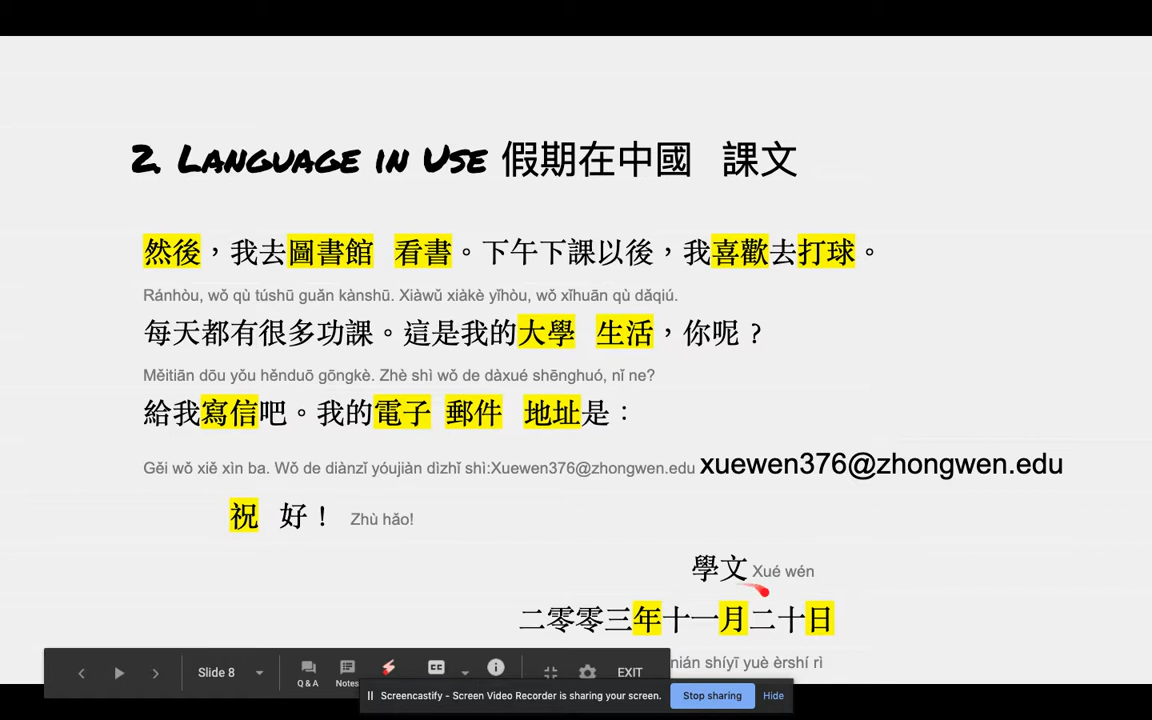 2. Language in Use 假期在中國 課文
然後，我去圖書館 看書。下午下課以後，我喜歡去打球。
Ránhòu, wǒ qù túshū guǎn kànshū. Xiàwǔ xiàkè yǐhòu, wǒ xǐhuān qù dǎqiú.
每天都有很多功課。這是我的大學 生活，你呢？
Měitiān dōu yǒu hěnduō gōngkè. Zhè shì wǒ de dàxué shēnghuó, nǐ ne?
給我寫信吧。我的電子 郵件 地址是：
Gěi wǒ xiě xìn ba. Wǒ de diànzǐ yóujiàn dìzhǐ shì:Xuewen376@zhongwen.edu xuewen376@zhongwen.edu
祝 好！ Zhù hǎo!
學文 Xué wén
二零零三年十一月二十日
nián shíyī yuè èrshí rì
Slide 8
Q & A Notes CC EXIT
Screencastify - Screen Video Recorder is sharing your screen. Stop sharing Hide